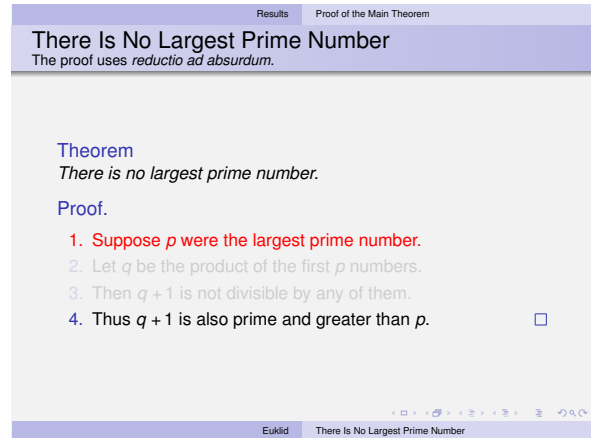 Results Proof of the Main Theorem
There Is No Largest Prime Number
The proof uses reductio ad absurdum.
Theorem
There is no largest prime number.
Proof.
1. Suppose p were the largest prime number.
2. Let q be the product of the first p numbers.
3. Then q + 1 is not divisible by any of them.
4. Thus q + 1 is also prime and greater than p.
Euklid There Is No Largest Prime Number